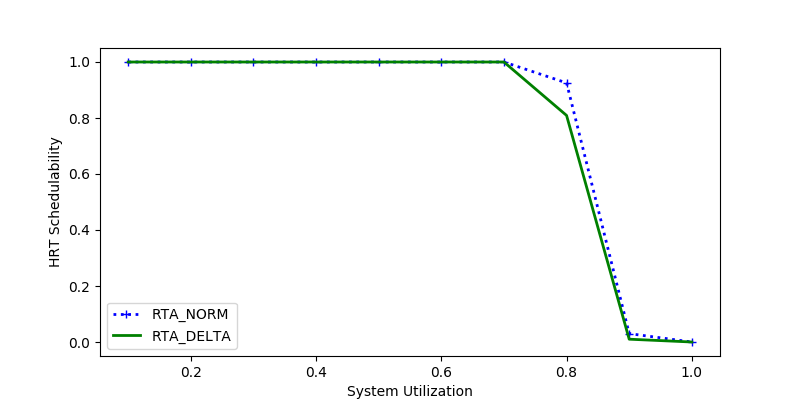 1.0
0.8
0.6
0.4
0.2
0.0
HRT Schedulability
RTA_NORM
RTA_DELTA
0.2 0.4 0.6 0.8 1.0
System Utilization